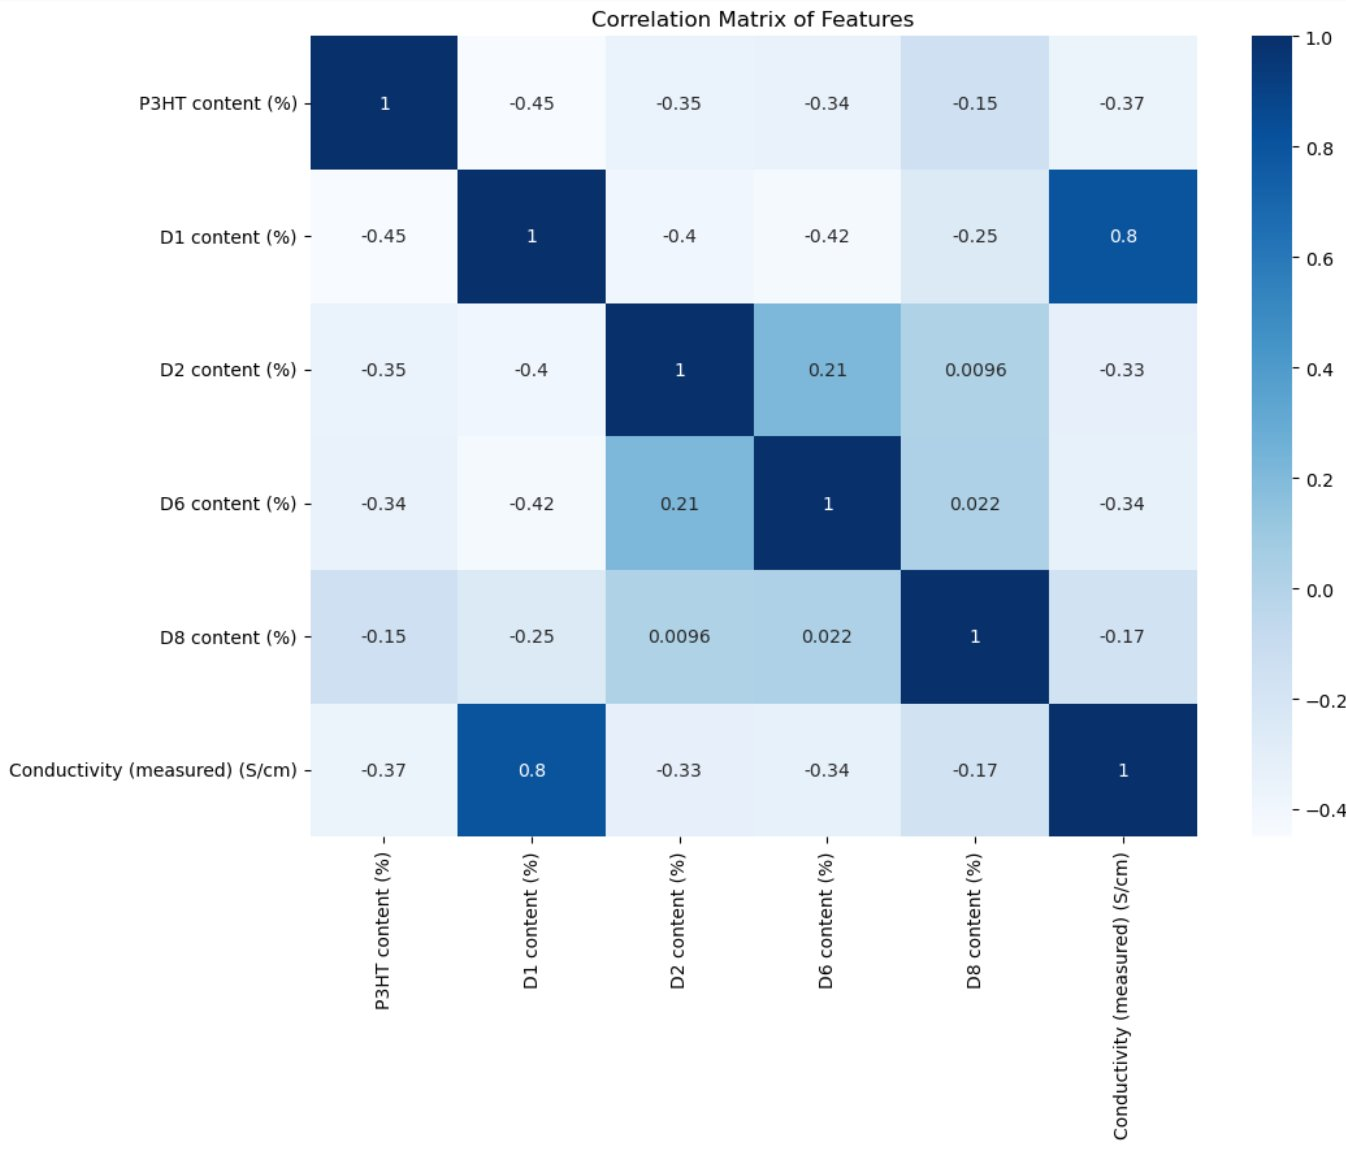 Correlation Matrix of Features
P3HT content (%)
1 -0.45 -0.35 -0.34 -0.15 -0.37
D1 content (%)
-0.45 1 -0.4 -0.42 -0.25 0.8
D2 content (%)
-0.35 -0.4 1 0.21 0.0096 -0.33
D6 content (%)
-0.34 -0.42 0.21 1 0.022 -0.34
D8 content (%)
-0.15 -0.25 0.0096 0.022 1 -0.17
Conductivity (measured) (S/cm)
-0.37 0.8 -0.33 -0.34 -0.17 1
P3HT content (%)
D1 content (%)
D2 content (%)
D6 content (%)
D8 content (%)
Conductivity (measured) (S/cm)
1.0
0.8
0.6
0.4
0.2
0.0
−0.2
−0.4